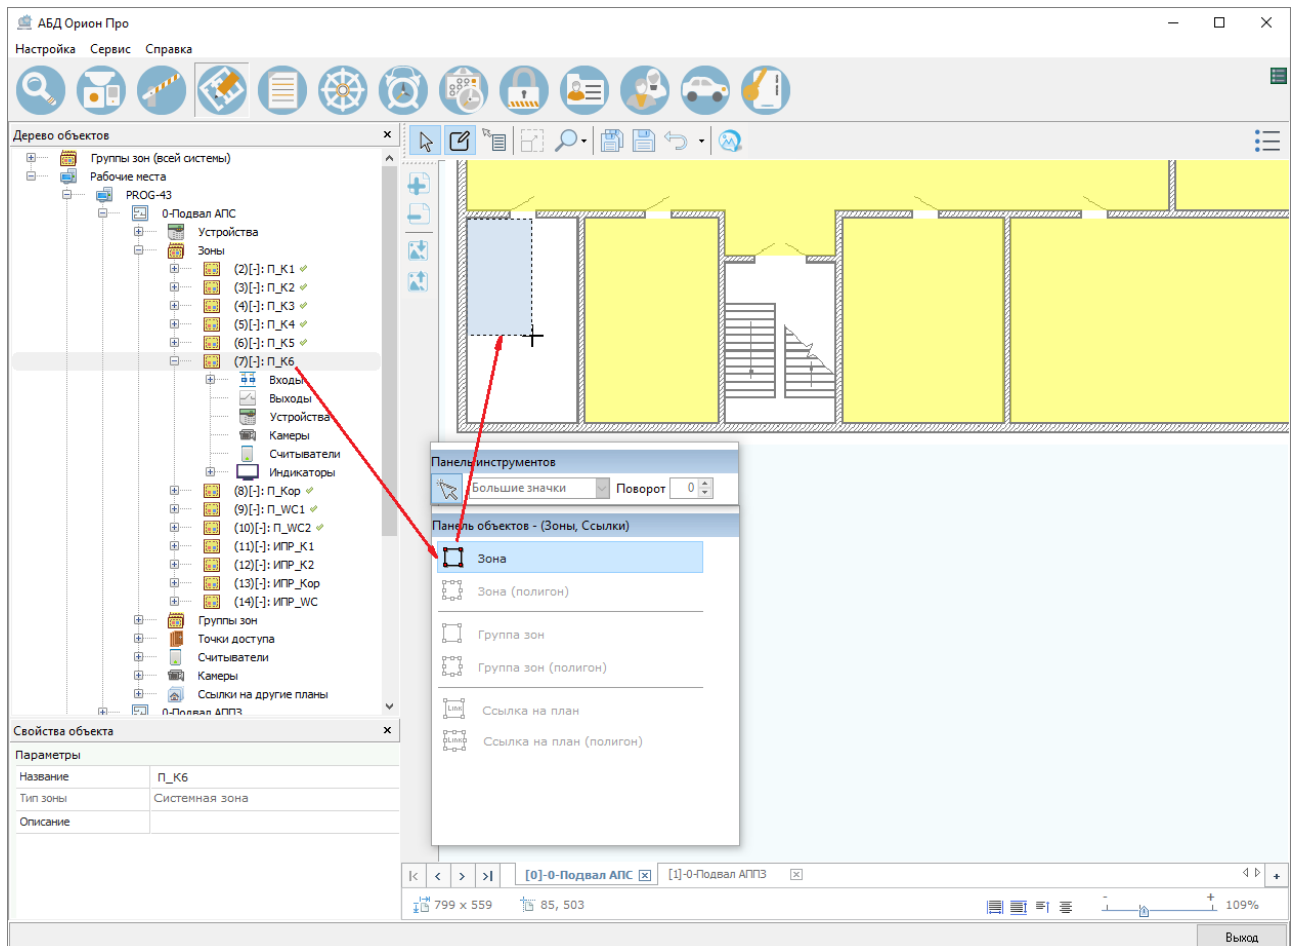 АБД Орион Про
Настройка Сервис Справка
Дерево объектов
Группы зон (всей системы)
Рабочие места
PROG-43
0-Подвал АПС
Устройства
Зоны
(2)[-]: П_К1
(3)[-]: П_К2
(4)[-]: П_К3
(5)[-]: П_К4
(6)[-]: П_К5
(7)[-]: П_К6
Входы
Выходы
Устройства
Камеры
Считыватели
Индикаторы
(8)[-]: П_Кор
(9)[-]: П_WC1
(10)[-]: П_WC2
(11)[-]: ИПР_К1
(12)[-]: ИПР_К2
(13)[-]: ИПР_Кор
(14)[-]: ИПР_WC
Группы зон
Точки доступа
Считыватели
Камеры
Ссылки на другие планы
0-Подвал АППЗ
Свойства объекта
Параметры
Название П_К6
Тип зоны Системная зона
Описание
Панель инструментов
Большие значки Поворот 0
Панель объектов - (Зоны, Ссылки)
Зона
Зона (полигон)
Группа зон
Группа зон (полигон)
Link Ссылка на план
Link Ссылка на план (полигон)
[0]-0-Подвал АПС [1]-0-Подвал АППЗ
799 x 559 85, 503 109%
Выход